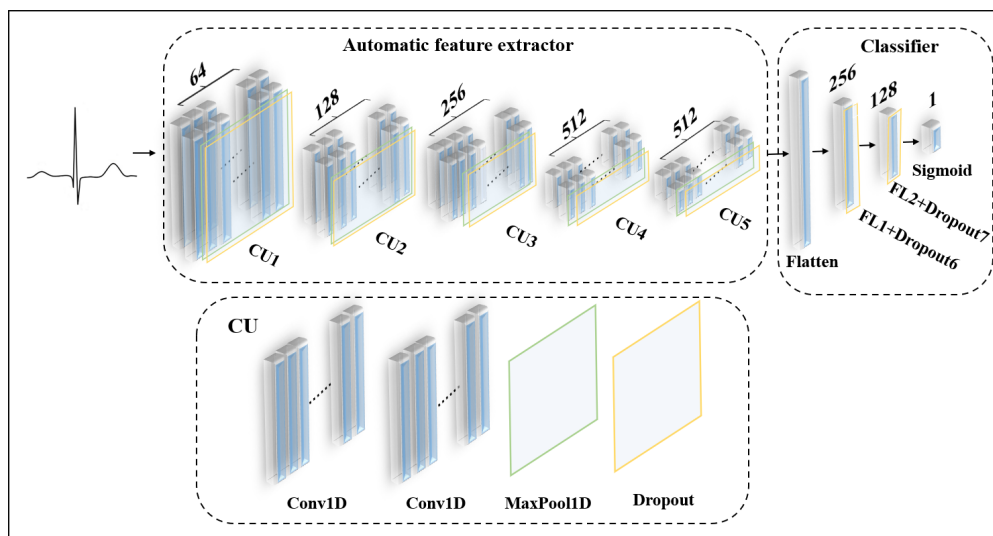 Automatic feature extractor
64
128
256
512
512
CU1
CU2
CU3
CU4
CU5
Classifier
256
128
1
Sigmoid
FL2+Dropout7
FL1+Dropout6
Flatten
CU
Conv1D
Conv1D
MaxPool1D
Dropout